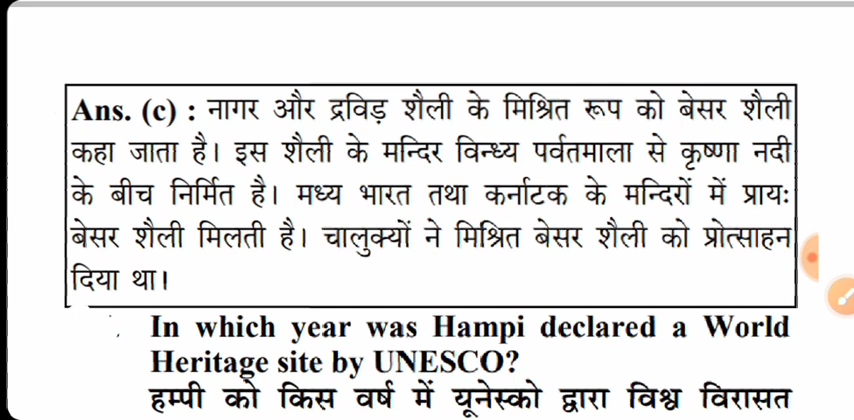 Ans. (c) : नागर और द्रविड़ शैली के मिश्रित रूप को बेसर शैली
कहा जाता है। इस शैली के मन्दिर विन्ध्य पर्वतमाला से कृष्णा नदी
के बीच निर्मित है। मध्य भारत तथा कर्नाटक के मन्दिरों में प्रायः
बेसर शैली मिलती है। चालुक्यों ने मिश्रित बेसर शैली को प्रोत्साहन
दिया था।
In which year was Hampi declared a World
Heritage site by UNESCO?
हम्पी को किस वर्ष में यूनेस्को द्वारा विश्व विरासत